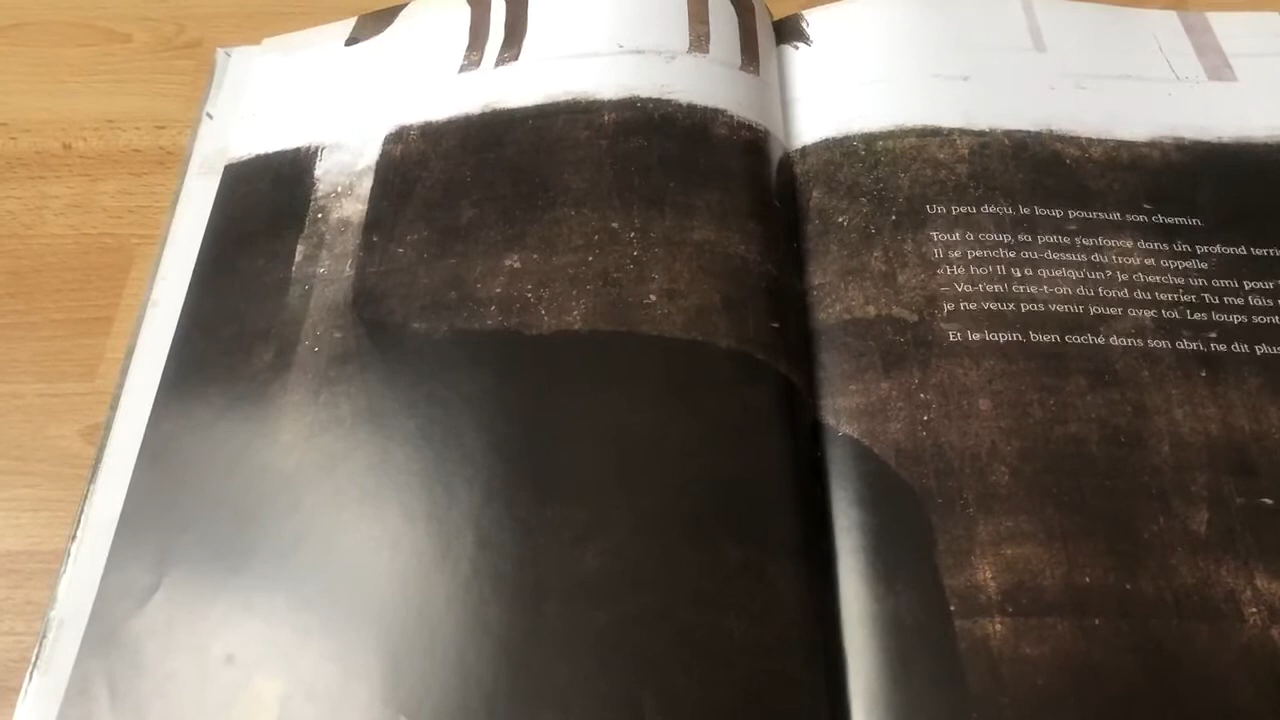 Un peu déçu, le loup poursuit son chemin.
Tout à coup, sa patte s'enfonce dans un profond
Il se penche au-dessus du trou et appelle :
«Hé ho! Il y a quelqu'un? Je cherche un ami pour
– Va-t'en! crie-t-on du fond du terrier. Tu me fais
je ne veux pas venir jouer avec toi. Les loups sont
Et le lapin, bien caché dans son abri, ne dit plus